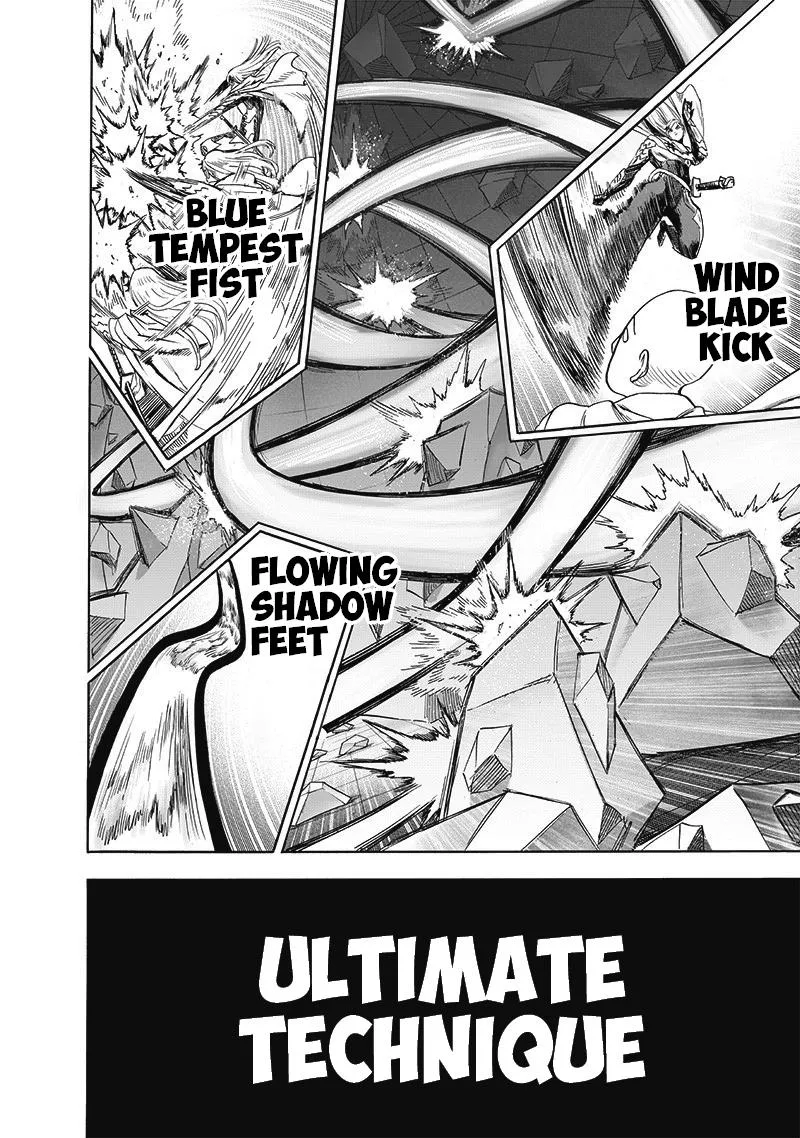 WIND
BLADE
KICK
BLUE
TEMPEST
FIST
FLOWING
SHADOW
FEET
ULTIMATE
TECHNIQUE